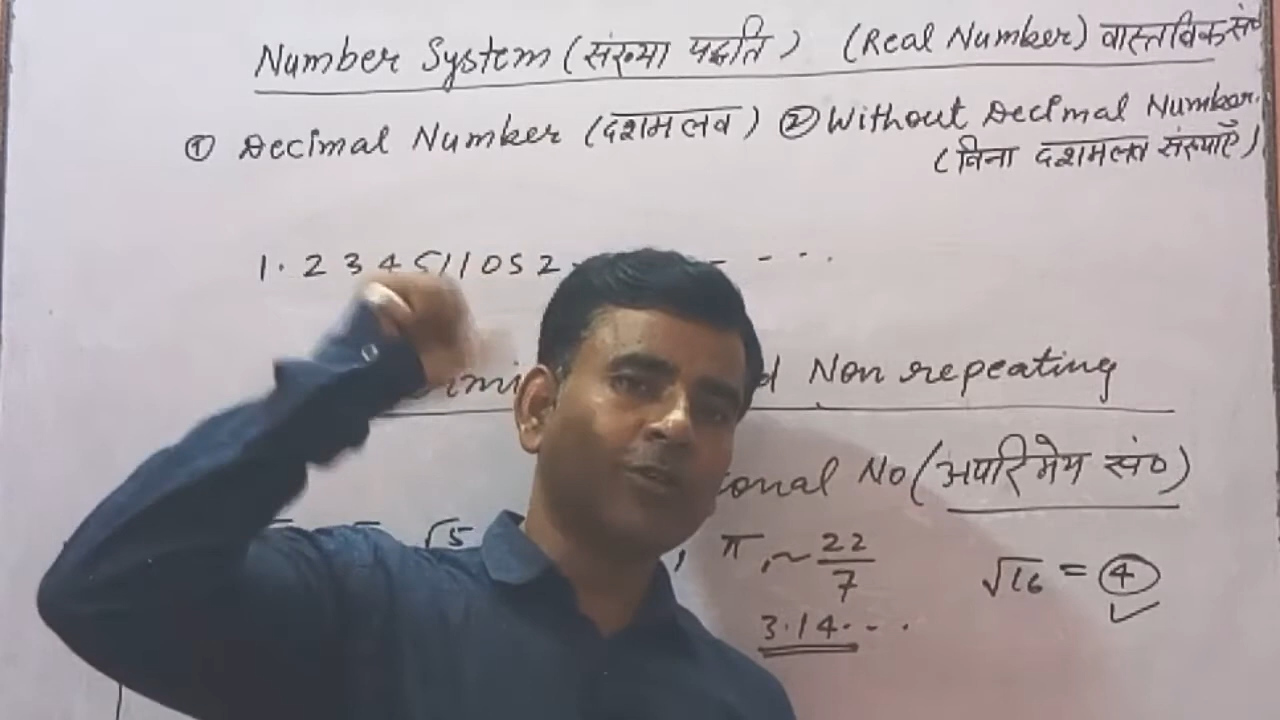 Number System (संख्या पद्धति) (Real Number) वास्तविक सं०
① Decimal Number (दशमलव) ② Without Decimal Number.
(बिना दशमलव संख्याएँ)
1.234511052 - - - ..
Non repeating
No (अपरिमेय सं०)
√5 , π, ~ 22/7 √16 = 4
3.14...